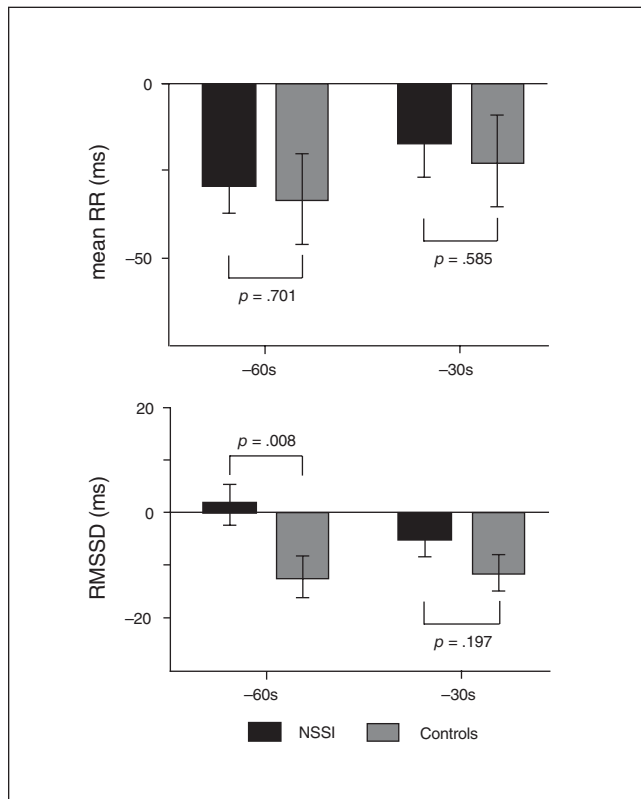 0
mean RR (ms)
–50
p = .701
p = .585
–60s
–30s
20
p = .008
0
RMSSD (ms)
–20
p = .197
–60s
–30s
NSSI
Controls